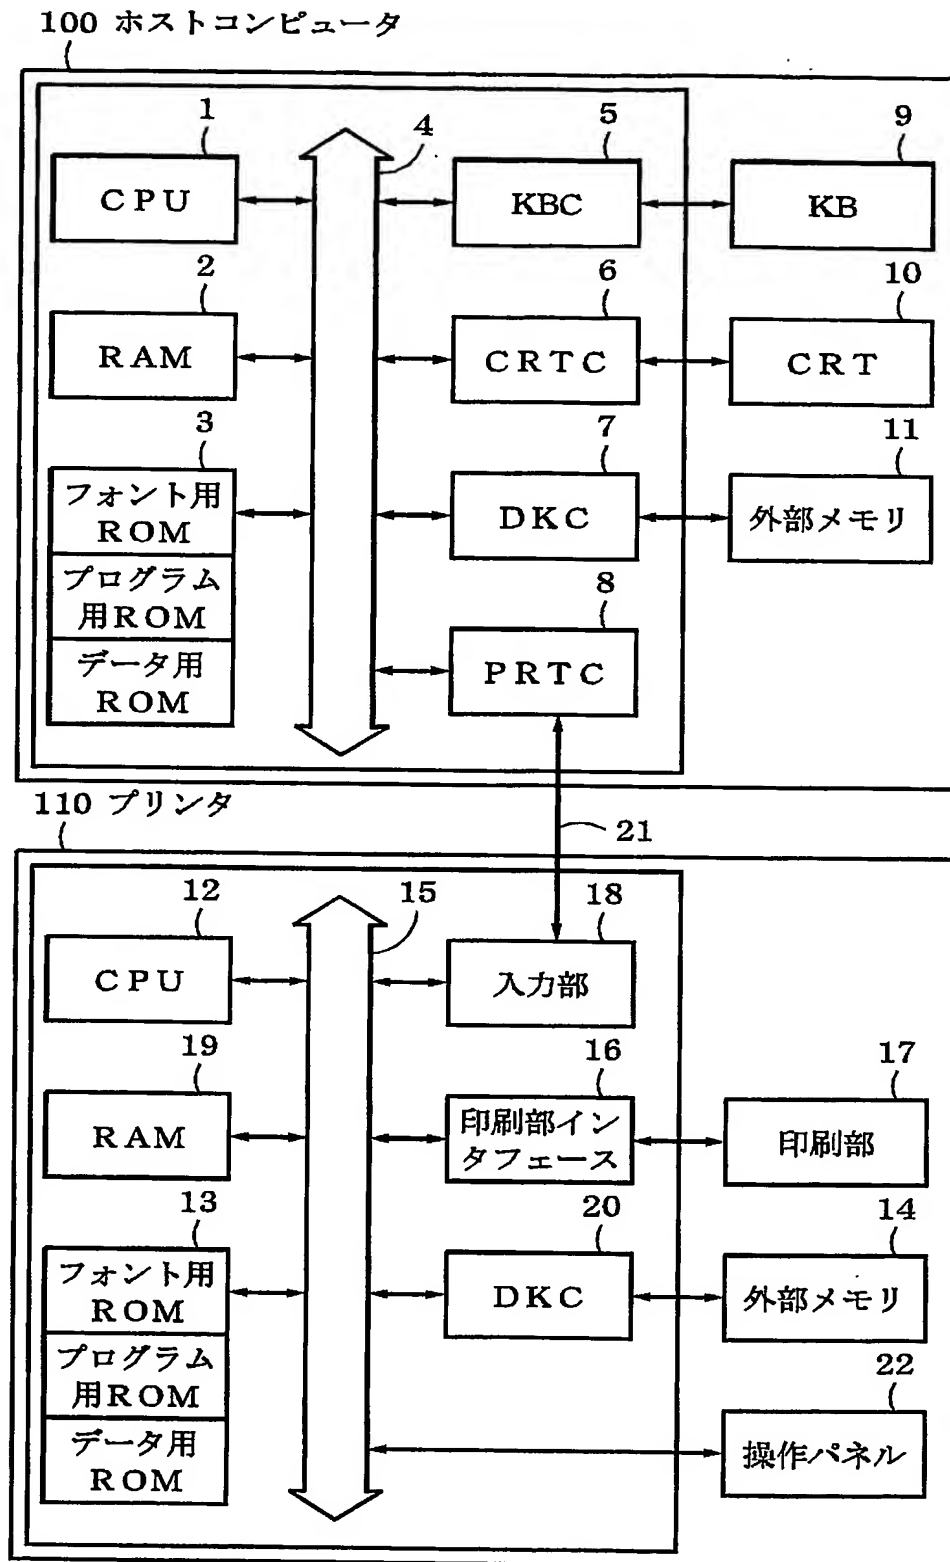 100 ホストコンピュータ
1
4
5
9
CPU
KBC
KB
2
6
10
RAM
CRTC
CRT
3
7
11
フォント用
ROM
DKC
外部メモリ
プログラム
用ROM
8
データ用
ROM
PRTC
110 プリンタ
21
12
15
18
CPU
入力部
19
16
17
RAM
印刷部イン
タフェース
印刷部
13
20
14
フォント用
ROM
DKC
外部メモリ
プログラム
用ROM
22
データ用
ROM
操作パネル